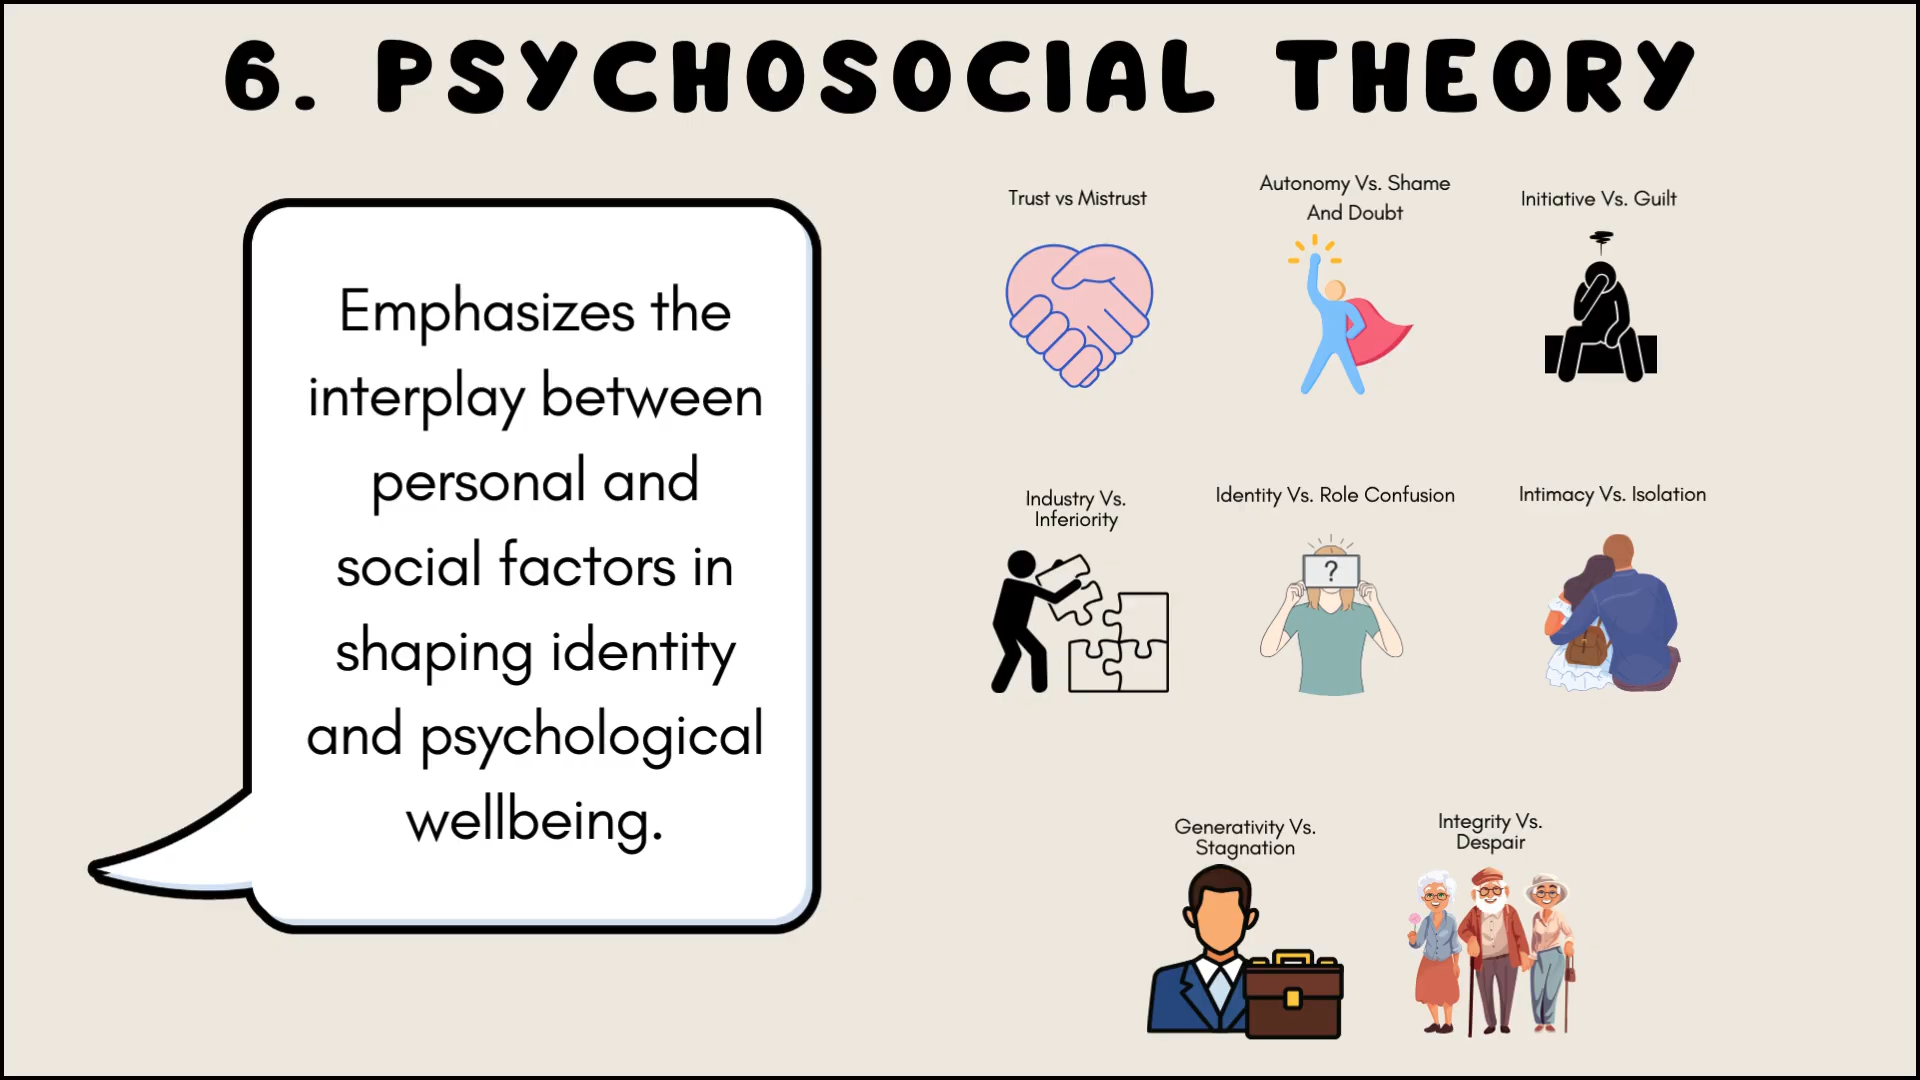 6. PSYCHOSOCIAL THEORY
Emphasizes the
interplay between
personal and
social factors in
shaping identity
and psychological
wellbeing.
Trust vs Mistrust
Autonomy Vs. Shame
And Doubt
Initiative Vs. Guilt
Industry Vs.
Inferiority
Identity Vs. Role Confusion
?
Intimacy Vs. Isolation
Generativity Vs.
Stagnation
Integrity Vs.
Despair